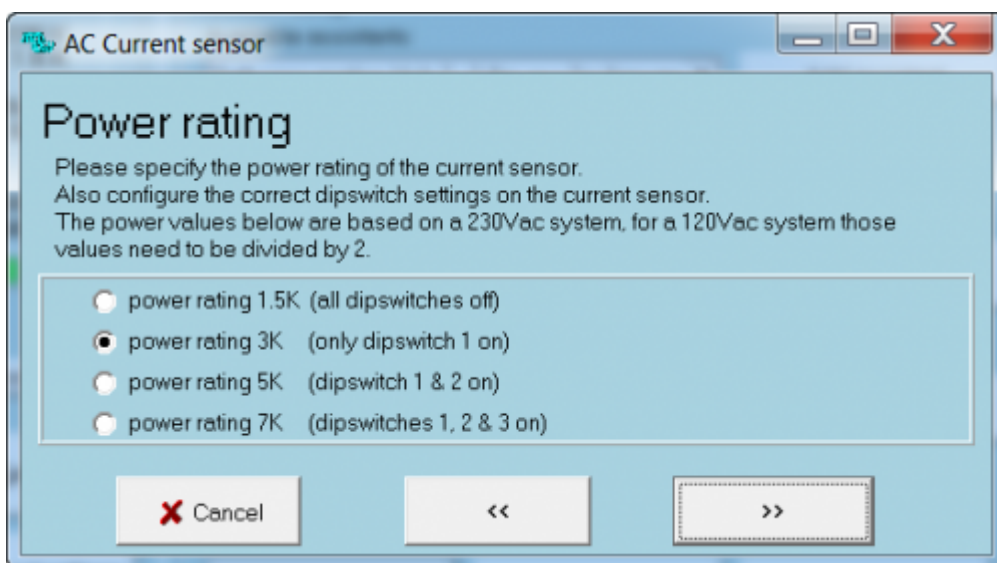 AC Current sensor
Power rating
Please specify the power rating of the current sensor.
Also configure the correct dipswitch settings on the current sensor.
The power values below are based on a 230Vac system, for a 120Vac system those
values need to be divided by 2.
power rating 1.5K (all dipswitches off)
power rating 3K (only dipswitch 1 on)
power rating 5K (dipswitch 1 & 2 on)
power rating 7K (dipswitches 1, 2 & 3 on)
Cancel << >>